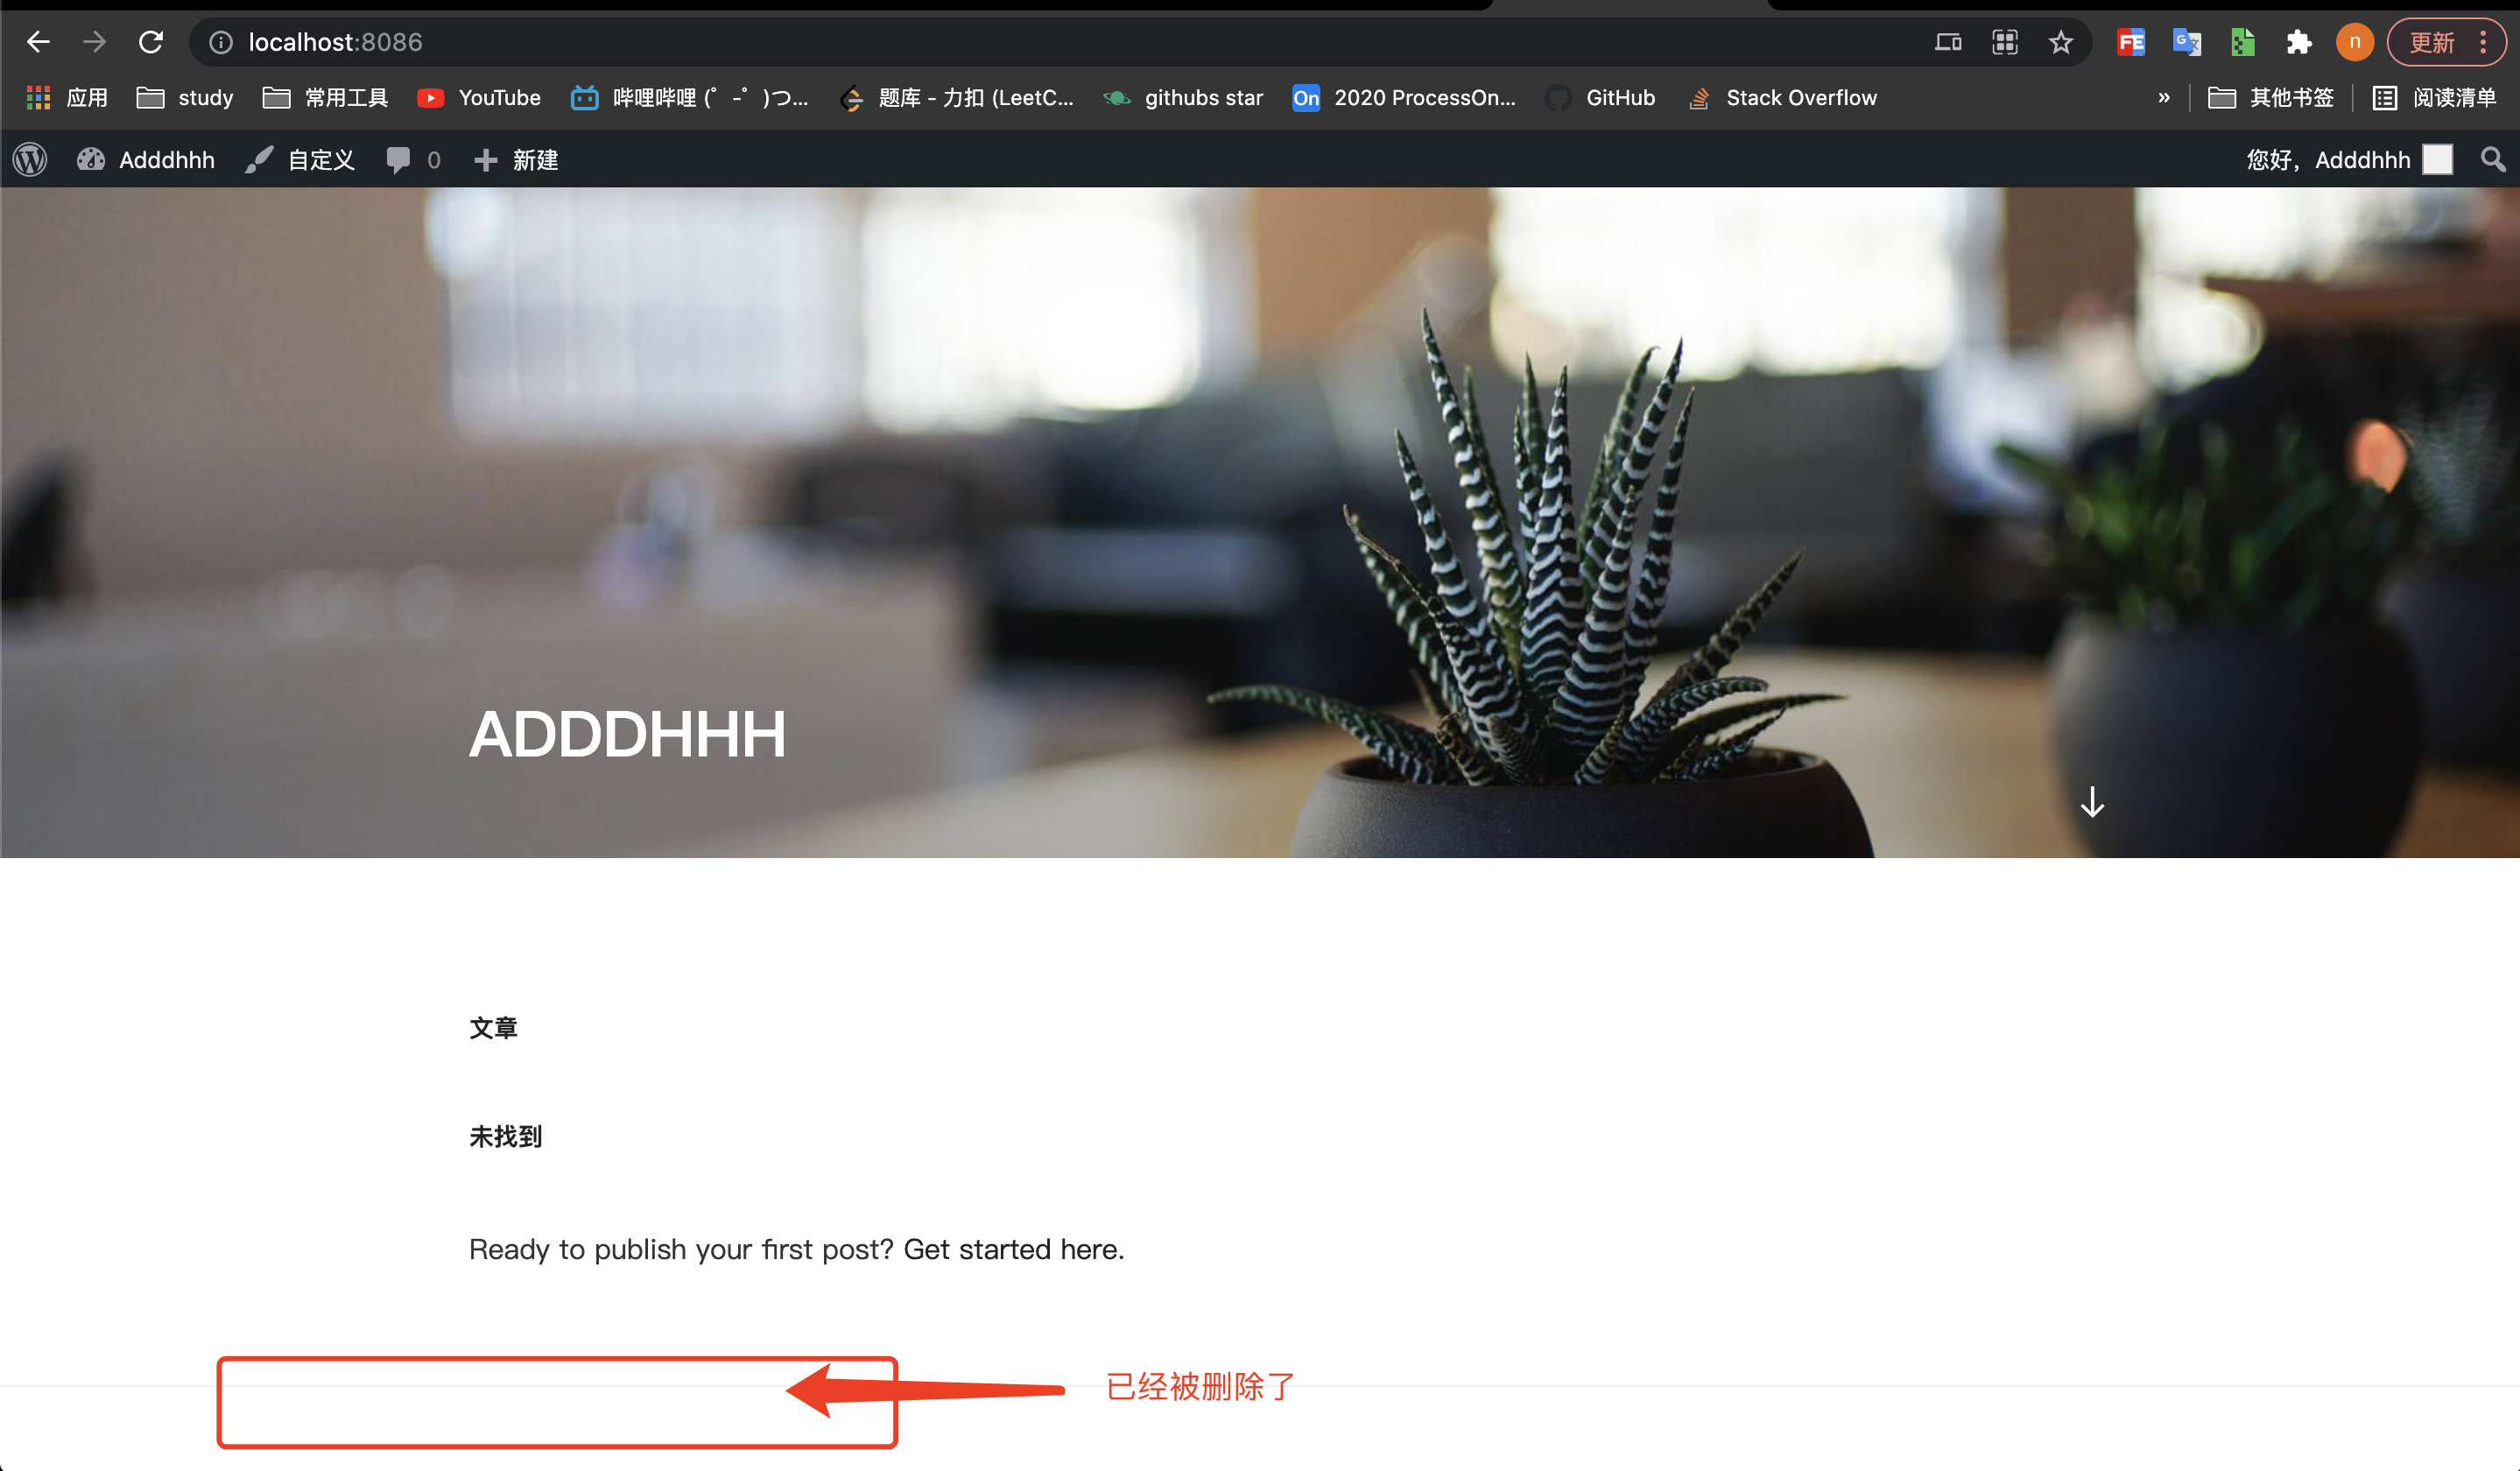 localhost:8086
更新
n
应用 study 常用工具 YouTube 哔哩哔哩 (゜-゜)つ... 题库 - 力扣 (LeetC... githubs star On 2020 ProcessOn... GitHub Stack Overflow » 其他书签 阅读清单
Adddhhh 自定义 0 新建 您好，Adddhhh
ADDDHHH
文章
未找到
Ready to publish your first post? Get started here.
已经被删除了